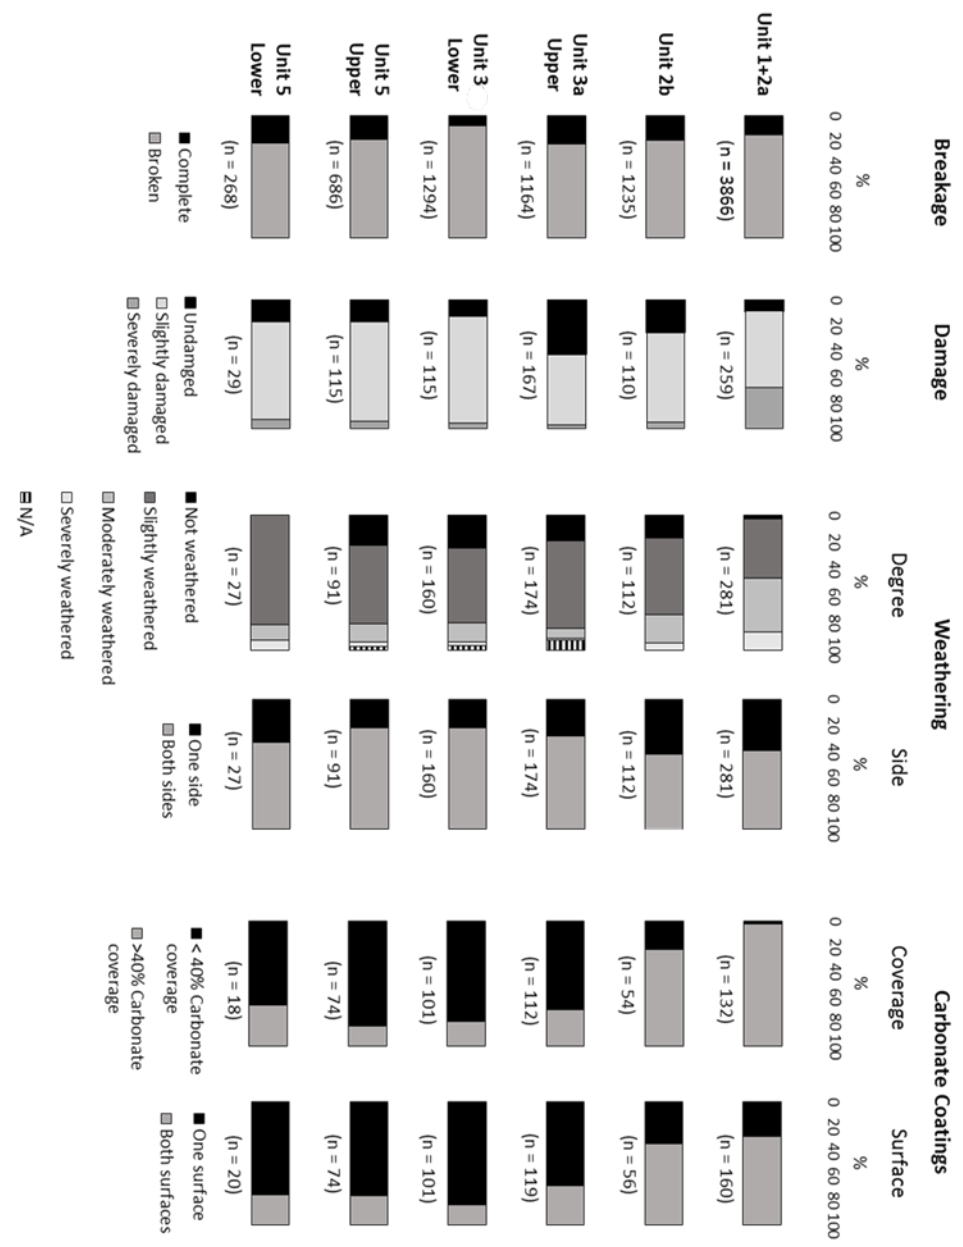 Breakage
Damage
Weathering
Degree
Side
Carbonate Coatings
Coverage
Surface
%
0 20 40 60 80 100
%
0 20 40 60 80 100
%
0 20 40 60 80 100
%
0 20 40 60 80 100
%
0 20 40 60 80 100
%
0 20 40 60 80 100
Unit 1+2a
(n = 3866)
(n = 259)
(n = 281)
(n = 281)
(n = 132)
(n = 160)
Unit 2b
(n = 1235)
(n = 110)
(n = 112)
(n = 112)
(n = 54)
(n = 56)
Unit 3a
Upper
(n = 1164)
(n = 167)
(n = 174)
(n = 174)
(n = 112)
(n = 119)
Unit 3
Lower
(n = 1294)
(n = 115)
(n = 160)
(n = 160)
(n = 101)
(n = 101)
Unit 5
Upper
(n = 686)
(n = 115)
(n = 91)
(n = 91)
(n = 74)
(n = 74)
Unit 5
Lower
(n = 268)
(n = 29)
(n = 27)
(n = 27)
(n = 18)
(n = 20)
Complete
Broken
Undamged
Slightly damaged
Severely damaged
Not weathered
Slightly weathered
Moderately weathered
Severely weathered
N/A
One side
Both sides
< 40% Carbonate
coverage
>40% Carbonate
coverage
One surface
Both surfaces